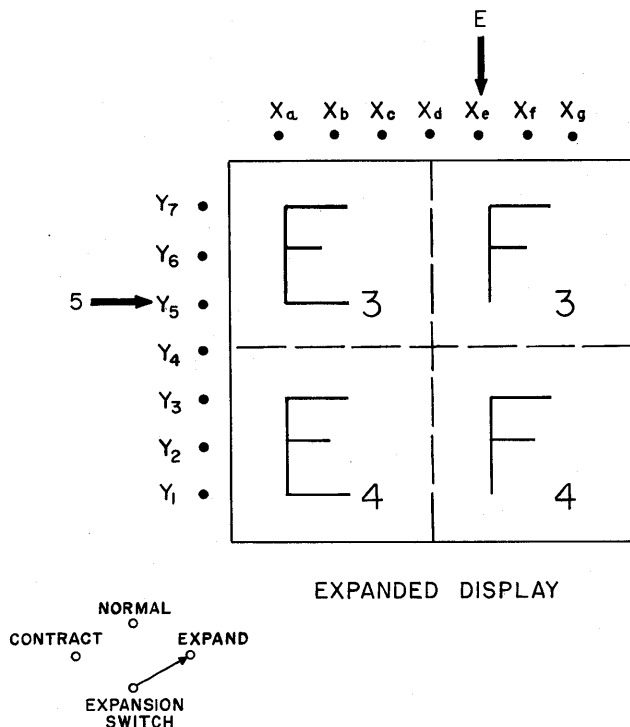 E
Xa Xb Xc Xd Xe Xf Xg
Y7
Y6
5 Y5
Y4
Y3
Y2
Y1
E3 F3
E4 F4
EXPANDED DISPLAY
NORMAL
CONTRACT EXPAND
EXPANSION
SWITCH